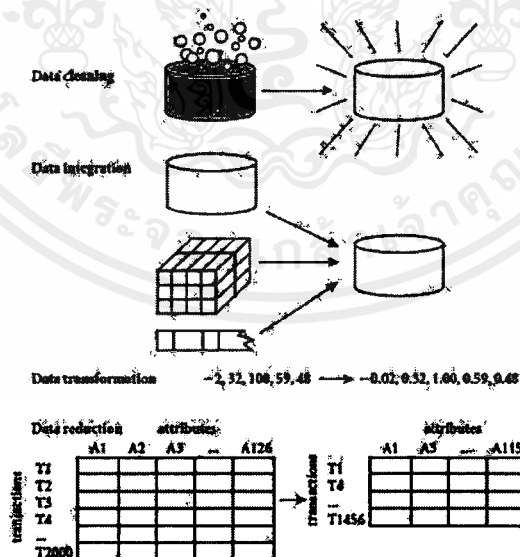 Data cleaning
Data integration
Data transformation -2, 32, 100, 59, 48 → -0.02, 0.32, 1.00, 0.59, 0.48
Data reduction attributes attributes
A1 A2 A3 ... A126 A1 A3 ... A115
transactions transactions
T1 T1
T2 T4
T3 ...
T4 T1456
...
T2000